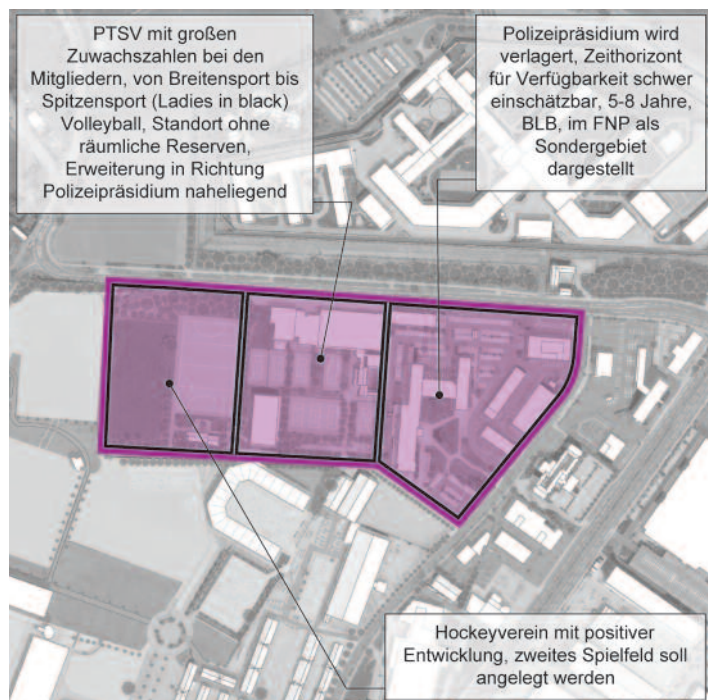 PTSV mit großen
Zuwachszahlen bei den
Mitgliedern, von Breitensport bis
Spitzensport (Ladies in black)
Volleyball, Standort ohne
räumliche Reserven,
Erweiterung in Richtung
Polizeipräsidium naheliegend
Polizeipräsidium wird
verlagert, Zeithorizont
für Verfügbarkeit schwer
einschätzbar, 5-8 Jahre,
BLB, im FNP als
Sondergebiet
dargestellt
Hockeyverein mit positiver
Entwicklung, zweites Spielfeld soll
angelegt werden